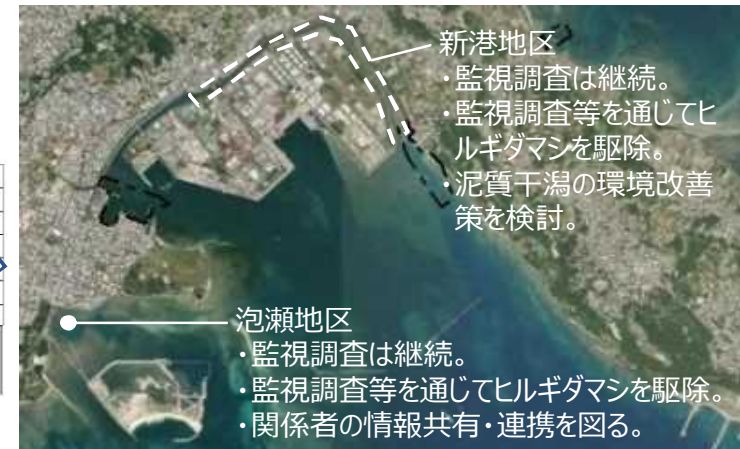 新港地区
・監視調査は継続。
・監視調査等を通じてヒ
ルギダマシを駆除。
・泥質干潟の環境改善
策を検討。
泡瀬地区
・監視調査は継続。
・監視調査等を通じてヒルギダマシを駆除。
・関係者の情報共有・連携を図る。